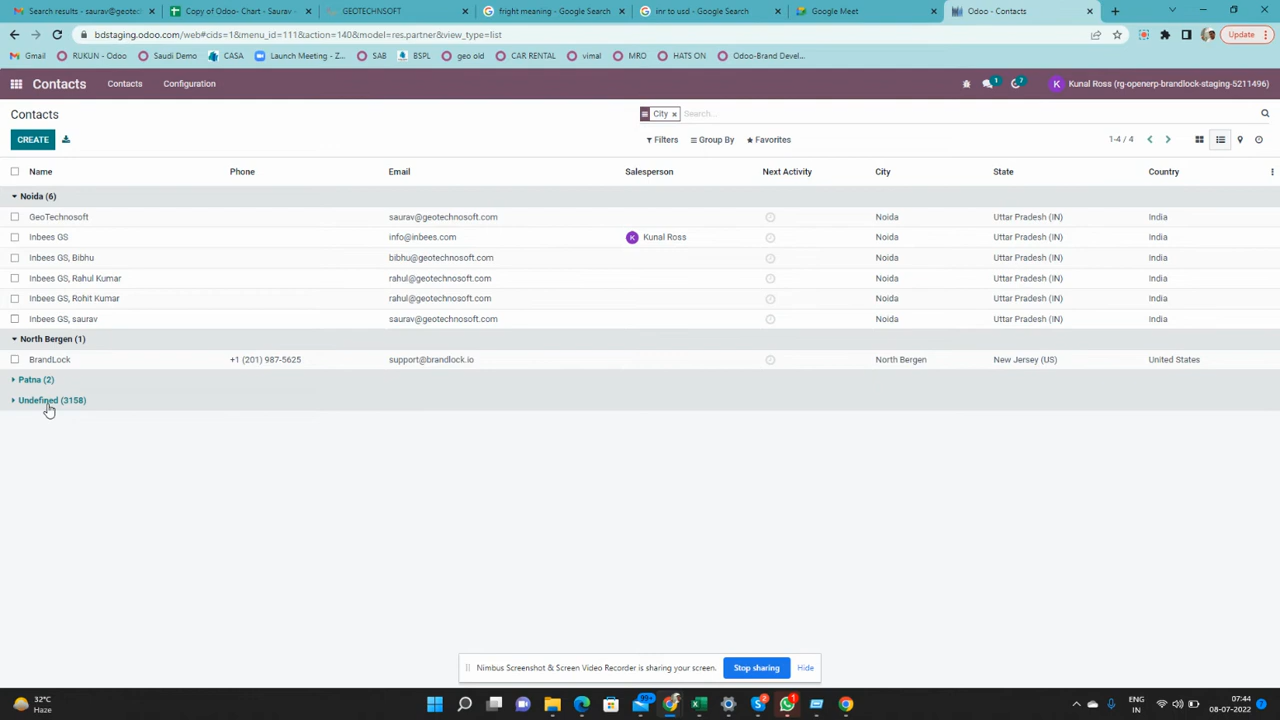 Search results - saurav@geotec
Copy of Odoo- Chart - Saurav -
GEOTECHNSOFT
fright meaning - Google Search
inr to usd - Google Search
Google Meet
Odoo - Contacts
bdstaging.odoo.com/web#cids=1&menu_id=111&action=140&model=res.partner&view_type=list
Update
Gmail RUKUN - Odoo Saudi Demo CASA Launch Meeting - Z... SAB BSPL geo old CAR RENTAL vimal MRO HATS ON Odoo-Brand Devel...
Contacts Contacts Configuration 1 7 K Kunal Ross (rg-openerp-brandlock-staging-5211496)
Contacts City × Search...
CREATE Filters Group By Favorites 1-4 / 4
Name Phone Email Salesperson Next Activity City State Country
Noida (6)
GeoTechnosoft saurav@geotechnosoft.com Noida Uttar Pradesh (IN) India
Inbees GS info@inbees.com K Kunal Ross Noida Uttar Pradesh (IN) India
Inbees GS, Bibhu bibhu@geotechnosoft.com Noida Uttar Pradesh (IN) India
Inbees GS, Rahul Kumar rahul@geotechnosoft.com Noida Uttar Pradesh (IN) India
Inbees GS, Rohit Kumar rahul@geotechnosoft.com Noida Uttar Pradesh (IN) India
Inbees GS, saurav saurav@geotechnosoft.com Noida Uttar Pradesh (IN) India
North Bergen (1)
BrandLock +1 (201) 987-5625 support@brandlock.io North Bergen New Jersey (US) United States
Patna (2)
Undefined (3158)
Nimbus Screenshot & Screen Video Recorder is sharing your screen. Stop sharing Hide
32°C
Haze
99+ 2 1
ENG
IN
07:44
08-07-2022